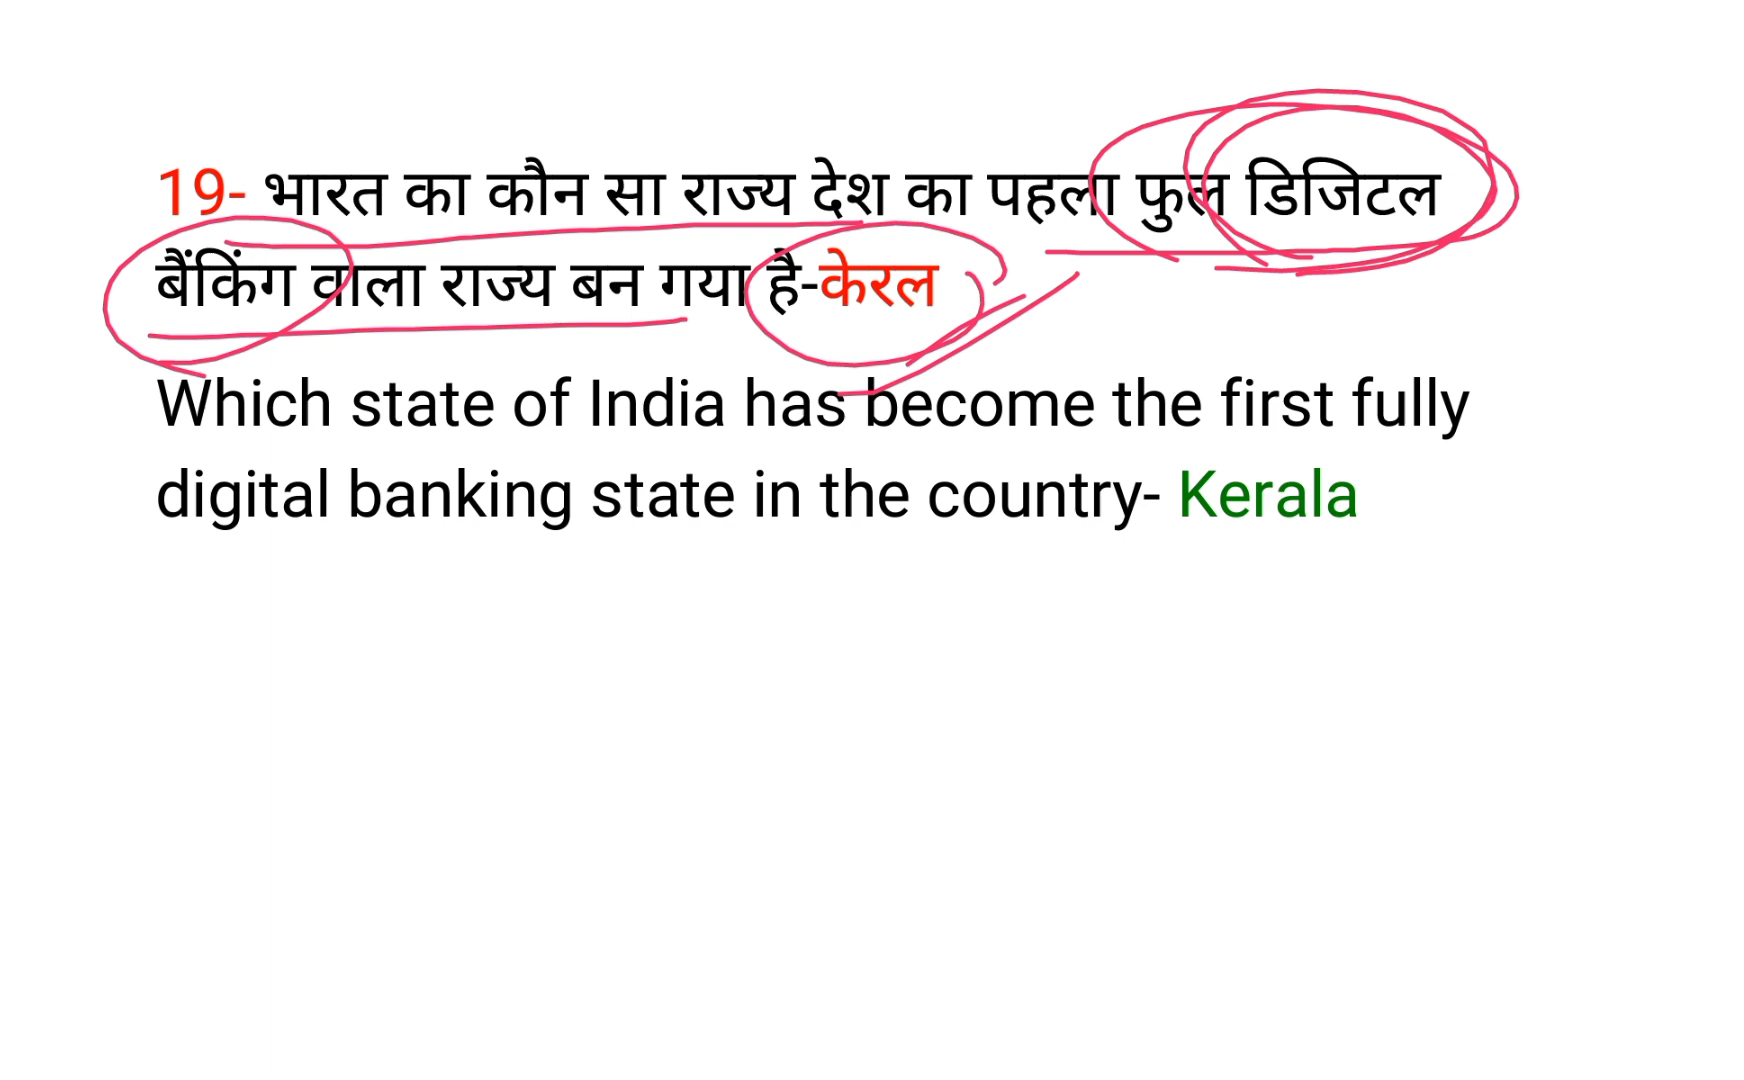 19- भारत का कौन सा राज्य देश का पहला फुल डिजिटल
बैंकिंग वाला राज्य बन गया है-केरल
Which state of India has become the first fully
digital banking state in the country- Kerala